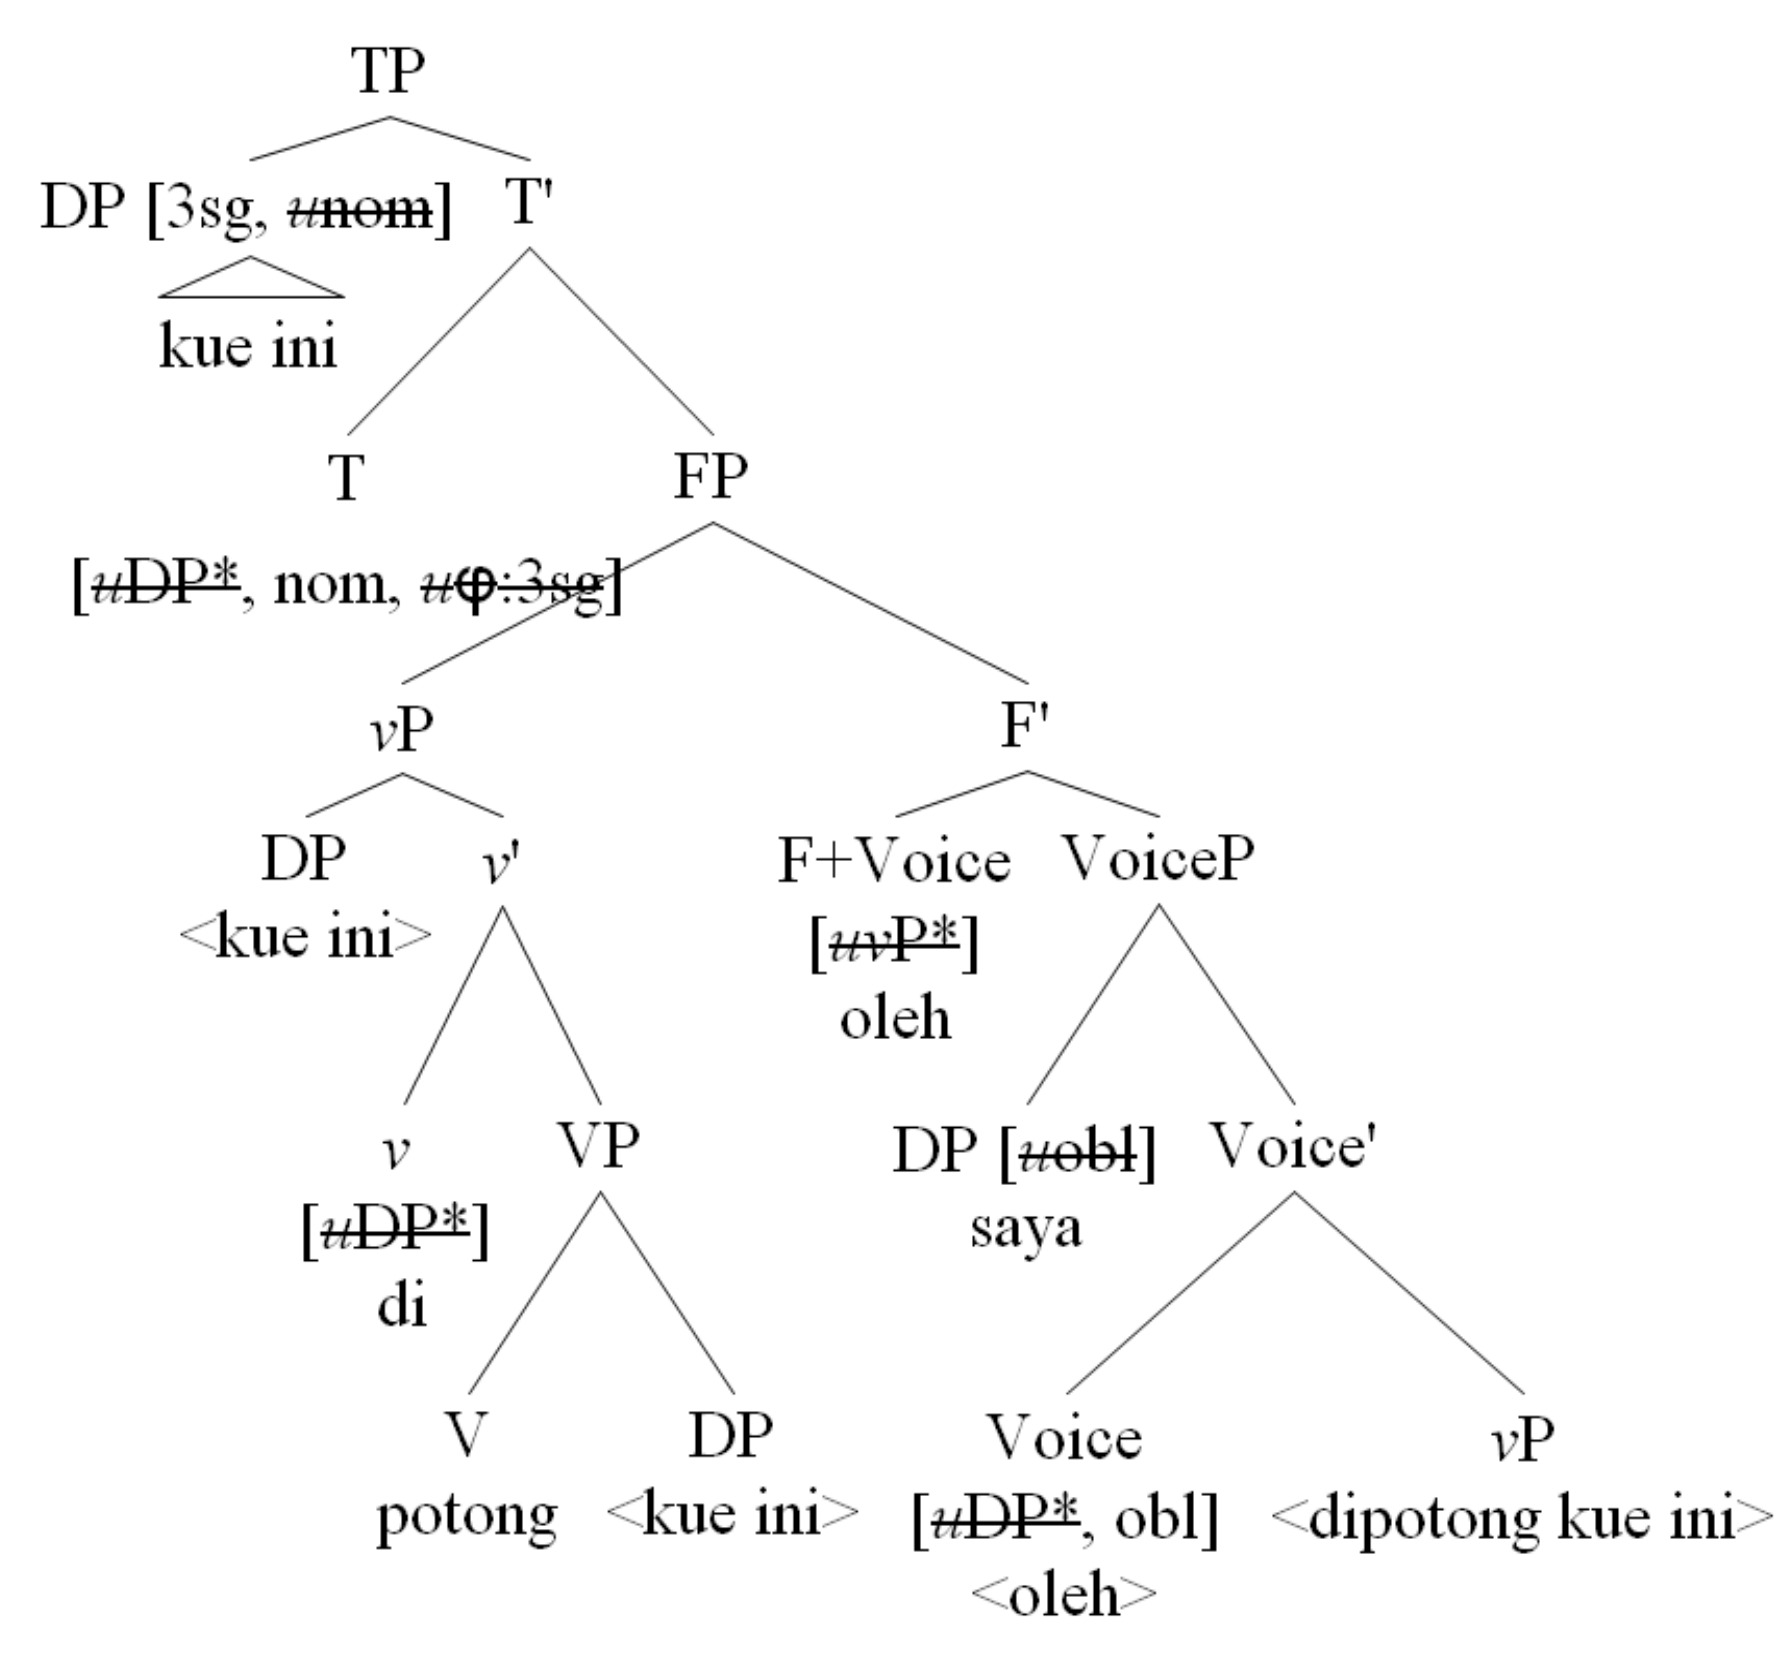 TP
DP [3sg, unom] T'
kue ini
T FP
[uDP*, nom, uφ:3sg]
vP F'
DP v' F+Voice VoiceP
<kue ini> [uvP*]
oleh
v VP DP [uobl] Voice'
[uDP*] saya
di
V DP Voice vP
potong <kue ini> [uDP*, obl] <dipotong kue ini>
<oleh>